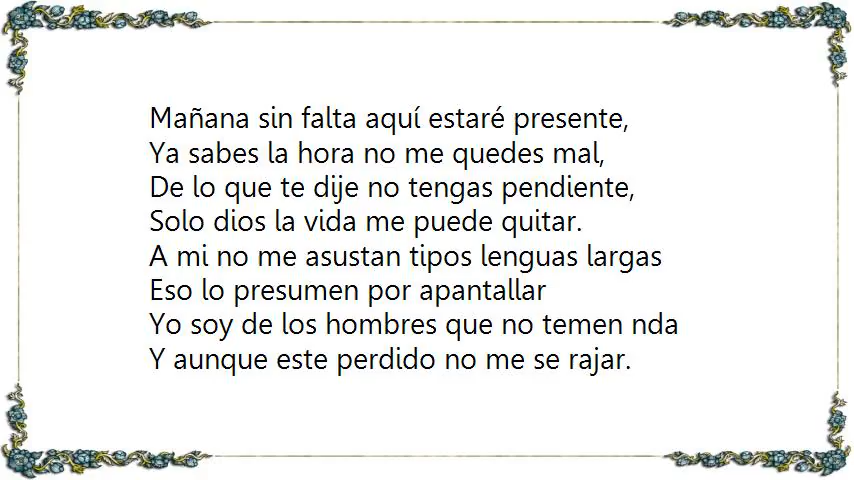 Mañana sin falta aquí estaré presente,
Ya sabes la hora no me quedes mal,
De lo que te dije no tengas pendiente,
Solo dios la vida me puede quitar.
A mi no me asustan tipos lenguas largas
Eso lo presumen por apantallar
Yo soy de los hombres que no temen nda
Y aunque este perdido no me se rajar.